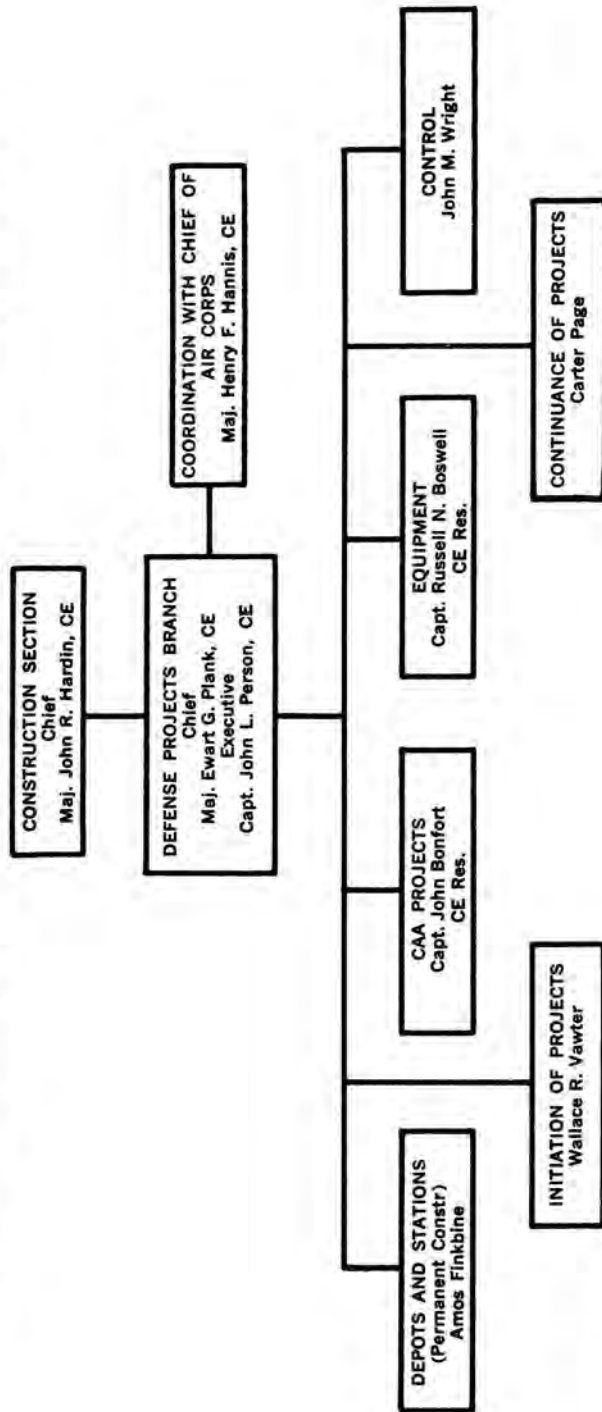 CONSTRUCTION SECTION
Chief
Maj. John R. Hardin, CE
DEFENSE PROJECTS BRANCH
Chief
Maj. Ewart G. Plank, CE
Executive
Capt. John L. Person, CE
COORDINATION WITH CHIEF OF
AIR CORPS
Maj. Henry F. Hannis, CE
DEPOTS AND STATIONS
(Permanent Constr)
Amos Finkbine
CAA PROJECTS
Capt. John Bonfort
CE Res.
EQUIPMENT
Capt. Russell N. Boswell
CE Res.
CONTROL
John M. Wright
INITIATION OF PROJECTS
Wallace R. Vawter
CONTINUANCE OF PROJECTS
Carter Page